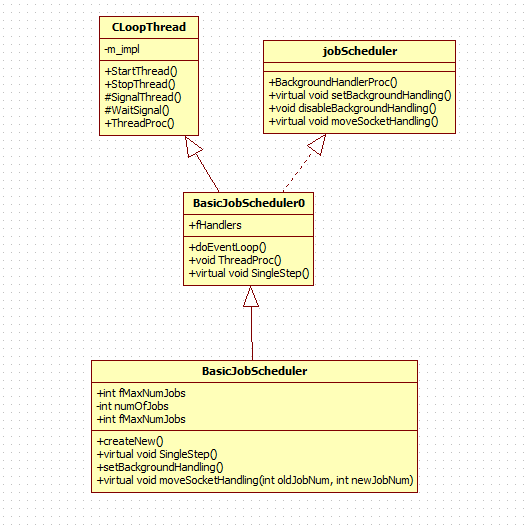 CLoopThread
-m_impl
+StartThread()
+StopThread()
#SignalThread()
#WaitSignal()
+ThreadProc()
jobScheduler
+BackgroundHandlerProc()
+virtual void setBackgroundHandling()
+void disableBackgroundHandling()
+virtual void moveSocketHandling()
BasicJobScheduler0
+fHandlers
+doEventLoop()
+void ThreadProc()
+virtual void SingleStep()
BasicJobScheduler
+int fMaxNumJobs
-int numOfJobs
+int fMaxNumJobs
+createNew()
+virtual void SingleStep()
+setBackgroundHandling()
+virtual void moveSocketHandling(int oldJobNum, int newJobNum)